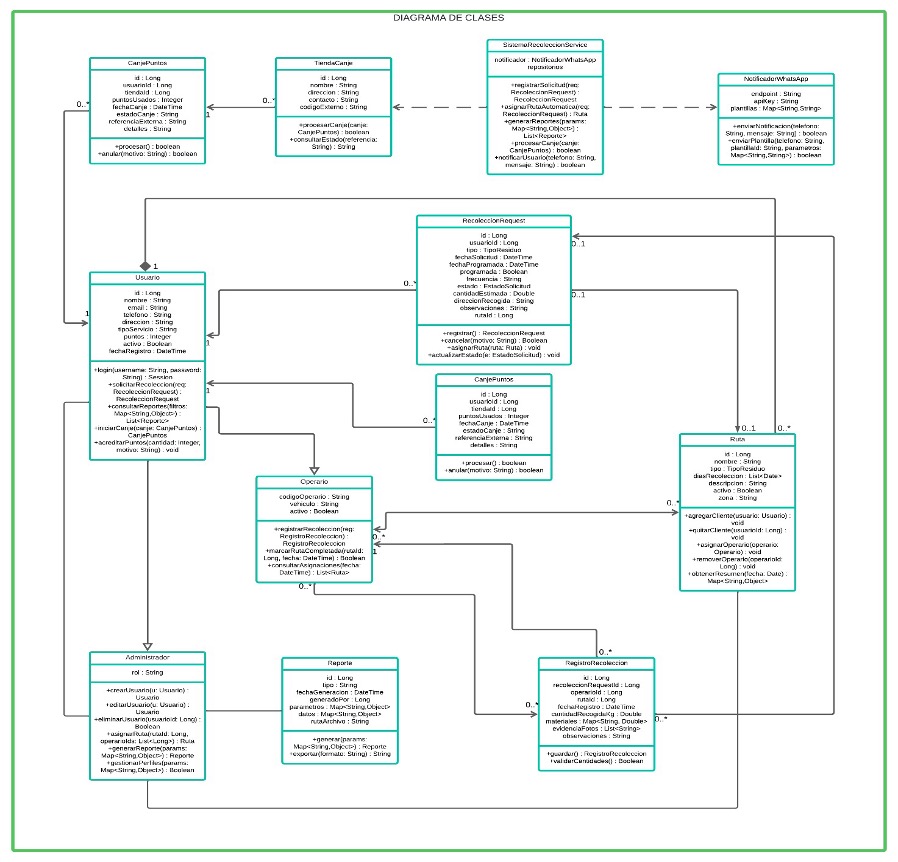 DIAGRAMA DE CLASES
CanjePuntos
id : Long
usuarioId : Long
tiendaId : Long
puntosUsados : Integer
fechaCanje : DateTime
estadoCanje : String
referenciaExterna : String
detalles : String
+procesar() : boolean
+anular(motivo: String) : boolean
0..*
1
0..*
TiendaCanje
id : Long
nombre : String
direccion : String
contacto : String
codigoExterno : String
+procesarCanje(canje:
CanjePuntos) : boolean
+consultarEstado(referencia:
String) : String
SistemaRecoleccionService
notificador : NotificadorWhatsApp
repositorios
+registrarSolicitud(req:
RecoleccionRequest) :
RecoleccionRequest
+asignarRutaAutomatica(req:
RecoleccionRequest) : Ruta
+generarReportes(params:
Map<String,Object>) :
List<Reporte>
+procesarCanje(canje:
CanjePuntos) : boolean
+notificarUsuario(telefono: String,
mensaje: String) : boolean
NotificadorWhatsApp
endpoint : String
apiKey : String
plantillas : Map<String,String>
+enviarNotificacion(telefono:
String, mensaje: String) : boolean
+enviarPlantilla(telefono: String,
plantillaId: String, parametros:
Map<String,String>) : boolean
1
Usuario
id : Long
nombre : String
email : String
telefono : String
direccion : String
tipoServicio : String
puntos : Integer
activo : Boolean
fechaRegistro : DateTime
+login(username: String, password:
String) : Session
+solicitarRecoleccion(req:
RecoleccionRequest) :
RecoleccionRequest
+consultarReportes(filtros:
Map<String,Object>) :
List<Reporte>
+iniciarCanje(canje: CanjePuntos) :
CanjePuntos
+acreditarPuntos(cantidad: Integer,
motivo: String) : void
1
1
1
RecoleccionRequest
id : Long
usuarioId : Long
tipo : TipoResiduo
fechaSolicitud : DateTime
fechaProgramada : DateTime
programada : Boolean
frecuencia : String
estado : EstadoSolicitud
cantidadEstimada : Double
direccionRecogida : String
observaciones : String
rutaId : Long
+registrar() : RecoleccionRequest
+cancelar(motivo: String) : Boolean
+asignarRuta(ruta: Ruta) : void
+actualizarEstado(e: EstadoSolicitud) : void
0..*
0..1
0..1
CanjePuntos
id : Long
usuarioId : Long
tiendaId : Long
puntosUsados : Integer
fechaCanje : DateTime
estadoCanje : String
referenciaExterna : String
detalles : String
+procesar() : boolean
+anular(motivo: String) : boolean
0..*
0..1
0..*
Ruta
id : Long
nombre : String
tipo : TipoResiduo
diasRecoleccion : List<Date>
descripcion : String
activo : Boolean
zona : String
+agregarCliente(usuario: Usuario) :
void
+quitarCliente(usuarioId: Long) :
void
+asignarOperario(operario:
Operario) : void
+removerOperario(operarioId:
Long) : void
+obtenerResumen(fecha: Date) :
Map<String,Object>
0..*
Operario
codigoOperario : String
vehiculo : String
activo : Boolean
+registrarRecoleccion(reg:
RegistroRecoleccion) :
RegistroRecoleccion
+marcarRutaCompletada(rutaId:
Long, fecha: DateTime) : Boolean
+consultarAsignaciones(fecha:
DateTime) : List<Ruta>
0..*
1
0..*
Administrador
rol : String
+crearUsuario(u: Usuario) :
Usuario
+editarUsuario(u: Usuario) :
Usuario
+eliminarUsuario(usuarioId: Long) :
Boolean
+asignarRuta(rutaId: Long,
operarioIds: List<Long>) : Ruta
+generarReporte(params:
Map<String,Object>) : Reporte
+gestionarPerfiles(params:
Map<String,Object>) : Boolean
Reporte
id : Long
tipo : String
fechaGeneracion : DateTime
generadoPor : Long
parametros : Map<String,Object>
datos : Map<String,Object>
rutaArchivo : String
+generar(params:
Map<String,Object>) : Reporte
+exportar(formato: String) : String
0..*
RegistroRecoleccion
id : Long
recoleccionRequestId : Long
operarioId : Long
rutaId : Long
fechaRegistro : DateTime
cantidadRecogidaKg : Double
materiales : Map<String, Double>
evidenciaFotos : List<String>
observaciones : String
+guardar() : RegistroRecoleccion
+validerCantidades() : Boolean
0..*
0..*